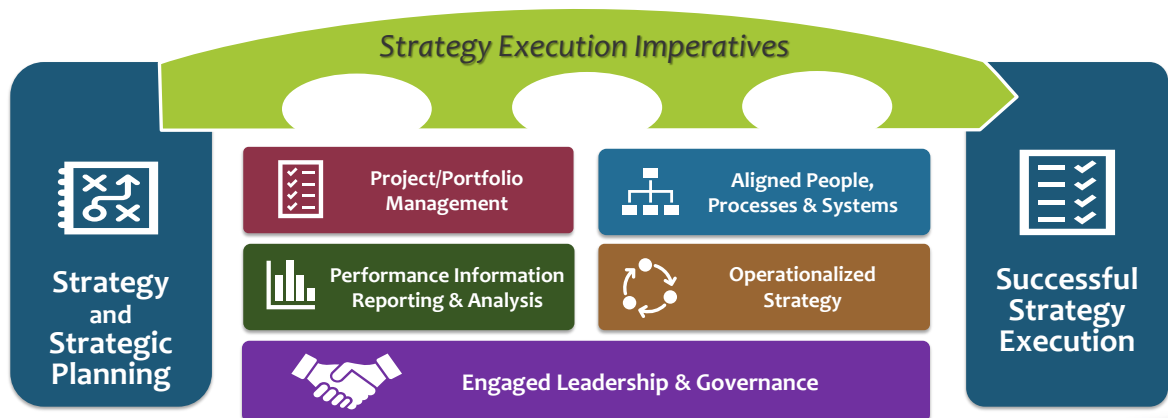 Strategy Execution Imperatives
Strategy
and
Strategic
Planning
Project/Portfolio
Management
Aligned People,
Processes & Systems
Performance Information
Reporting & Analysis
Operationalized
Strategy
Engaged Leadership & Governance
Successful
Strategy
Execution